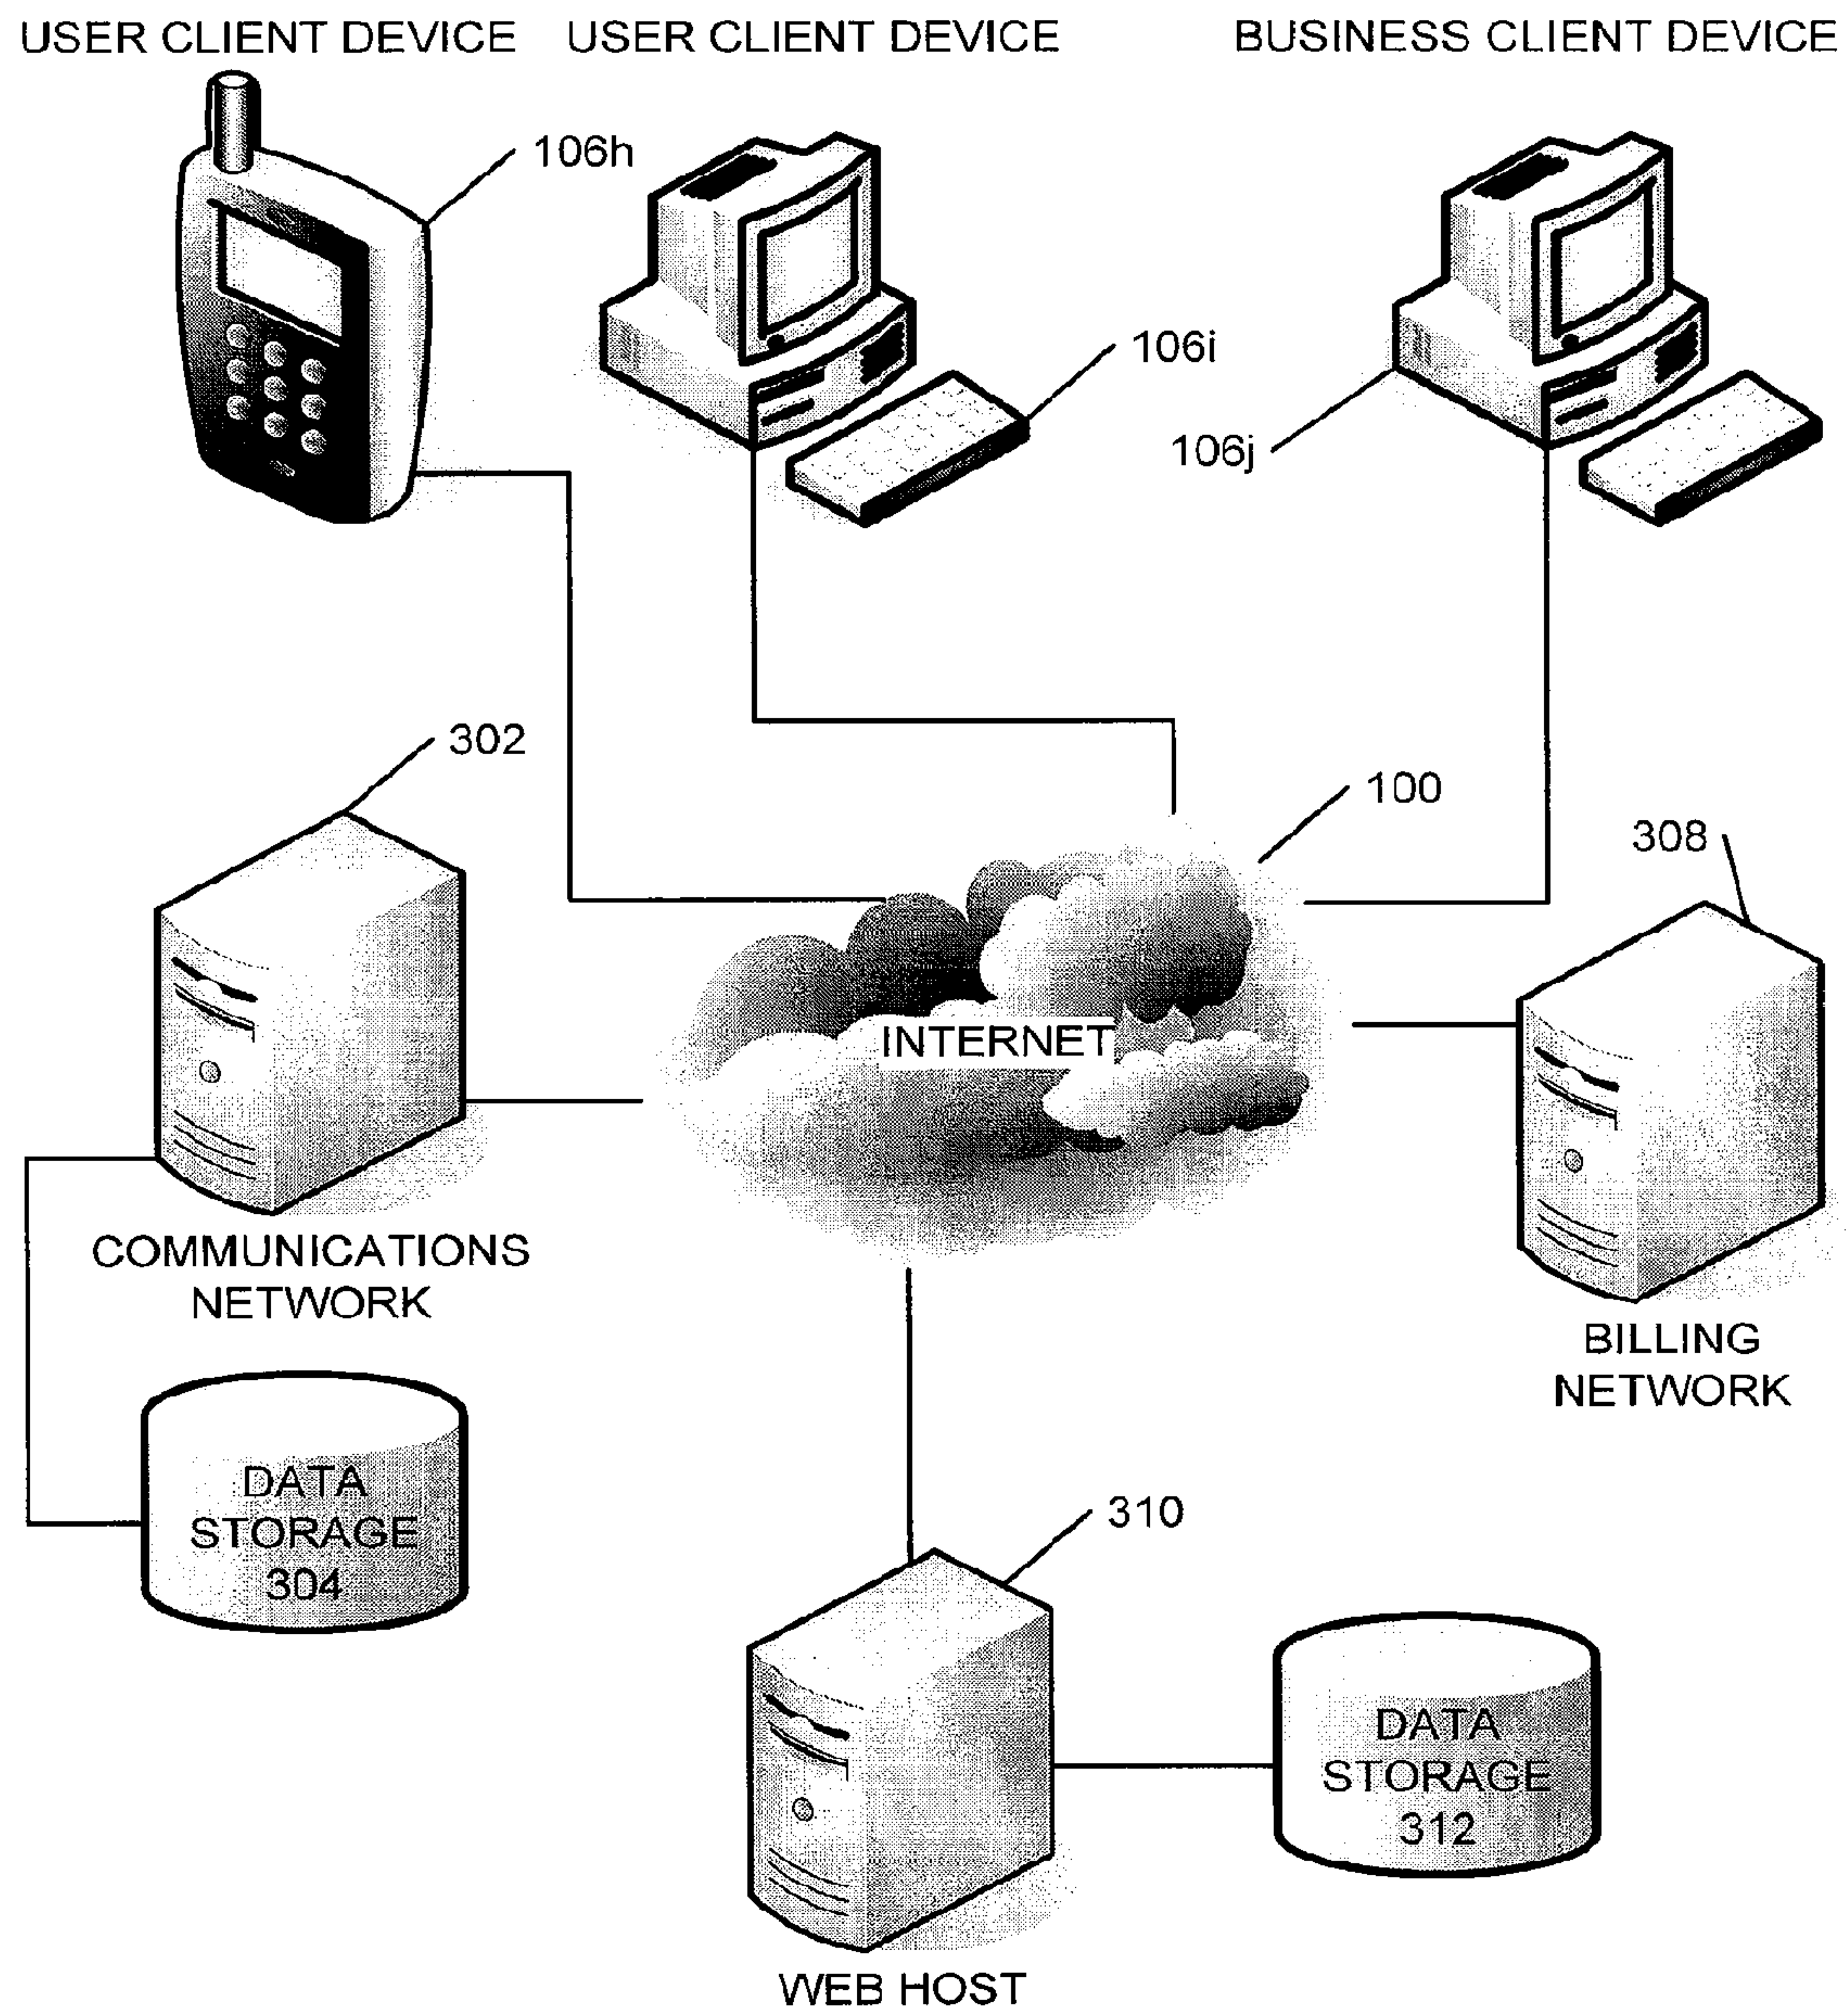 USER CLIENT DEVICE
USER CLIENT DEVICE
BUSINESS CLIENT DEVICE
106h
106i
106j
302
100
308
INTERNET
COMMUNICATIONS
NETWORK
BILLING
NETWORK
DATA
STORAGE
304
310
DATA
STORAGE
312
WEB HOST